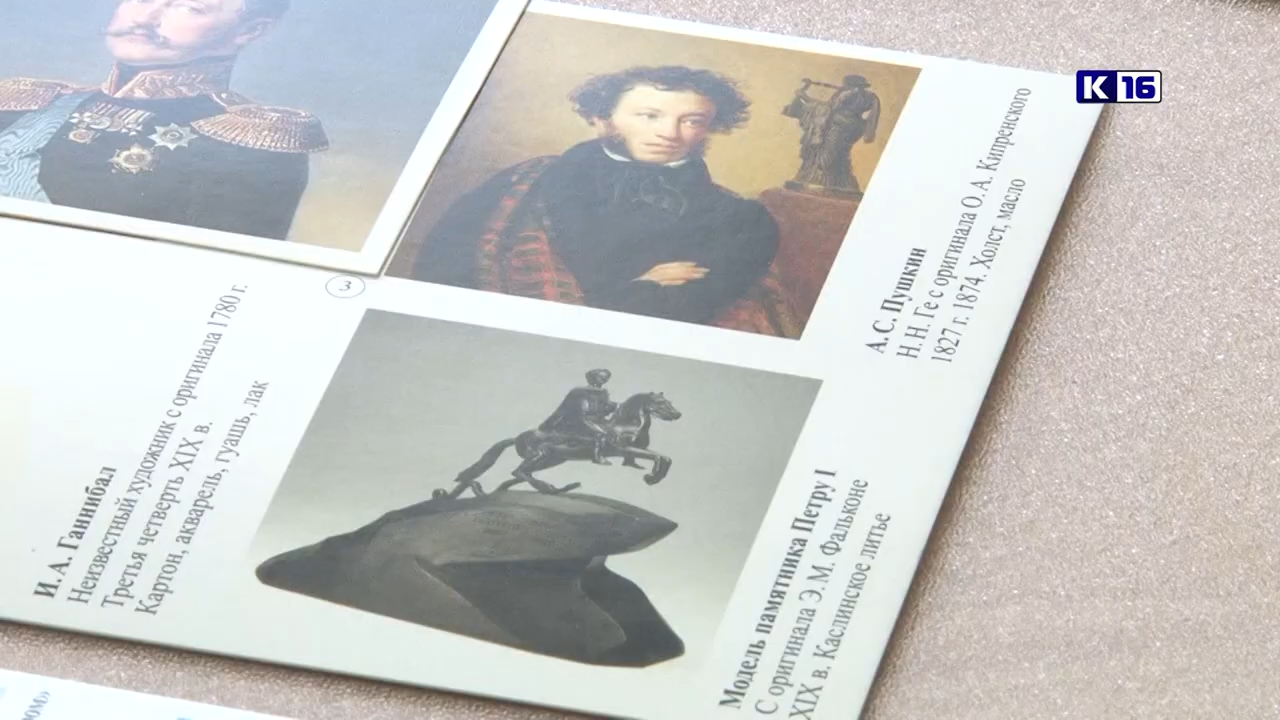 К 16
А. С. Пушкин
Н. Н. Ге с оригинала О. А. Кипренского
1827 г. 1874. Холст, масло
3
И. А. Ганнибал
Неизвестный художник с оригинала 1780 г.
Третья четверть XIX в.
Картон, акварель, гуашь, лак
Модель памятника Петру I
С оригинала Э. М. Фальконе
XIX в. Каслинское литье